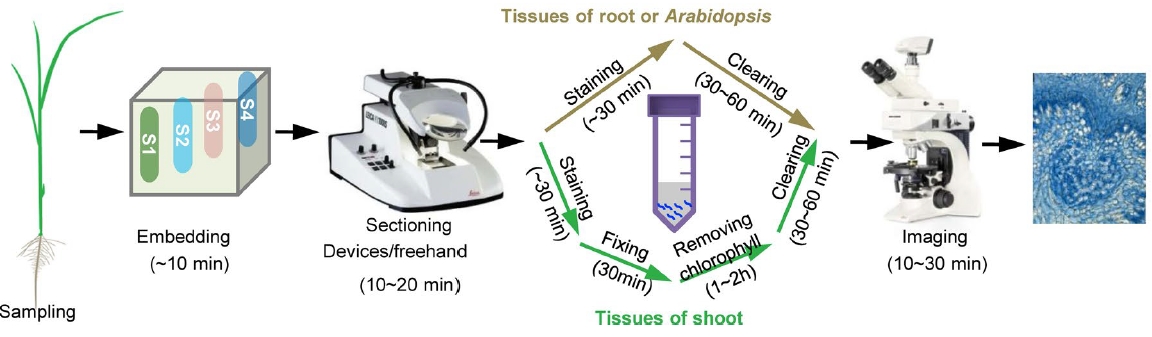 Tissues of root or Arabidopsis
Staining
(~30 min)
Clearing
(30~60 min)
S1
S2
S3
S4
Staining
(~30 min)
Fixing
(30min)
Removing
chlorophyll
(1~2h)
Clearing
(30~60 min)
Tissues of shoot
Sampling
Embedding
(~10 min)
Sectioning
Devices/freehand
(10~20 min)
Imaging
(10~30 min)